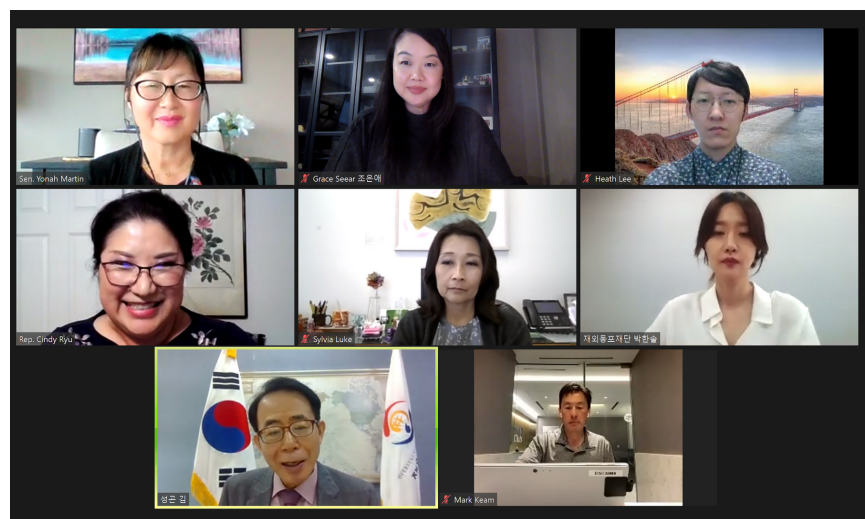 Sen. Yonah Martin
Grace Seear 조은애
Heath Lee
Rep. Cindy Ryu
Sylvia Luke
재외동포재단 박한솔
성곤 김
Mark Keam